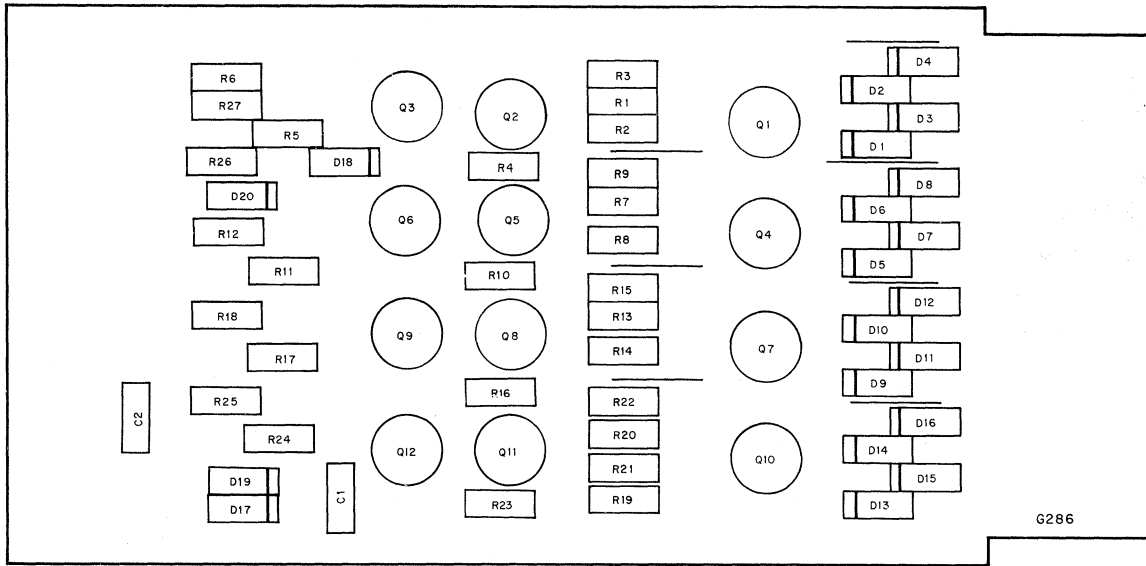 R6
R27
R5
R26
D18
D20
R12
R11
R18
R17
R25
R24
C2
D19
D17
C1
Q3
Q6
Q9
Q12
Q2
R4
Q5
R10
Q8
R16
Q11
R23
R3
R1
R2
R9
R7
R8
R15
R13
R14
R22
R20
R21
R19
Q1
Q4
Q7
Q10
D4
D2
D3
D1
D8
D6
D7
D5
D12
D10
D11
D9
D16
D14
D15
D13
G286